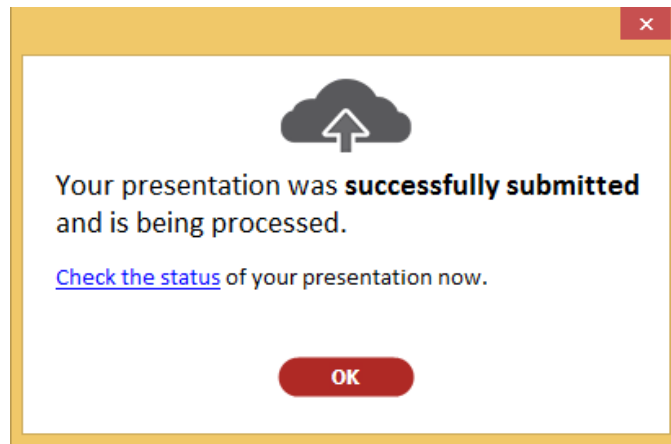 Your presentation was successfully submitted
and is being processed.
Check the status of your presentation now.
OK